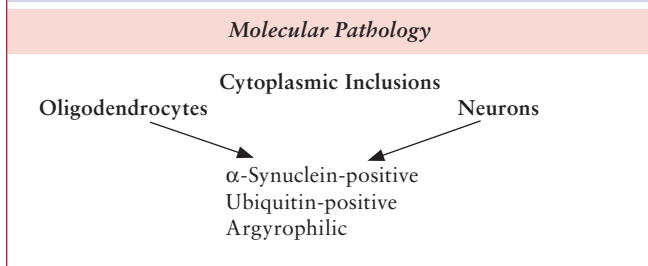 Molecular Pathology
Cytoplasmic Inclusions
Oligodendrocytes Neurons
α-Synuclein-positive
Ubiquitin-positive
Argyrophilic